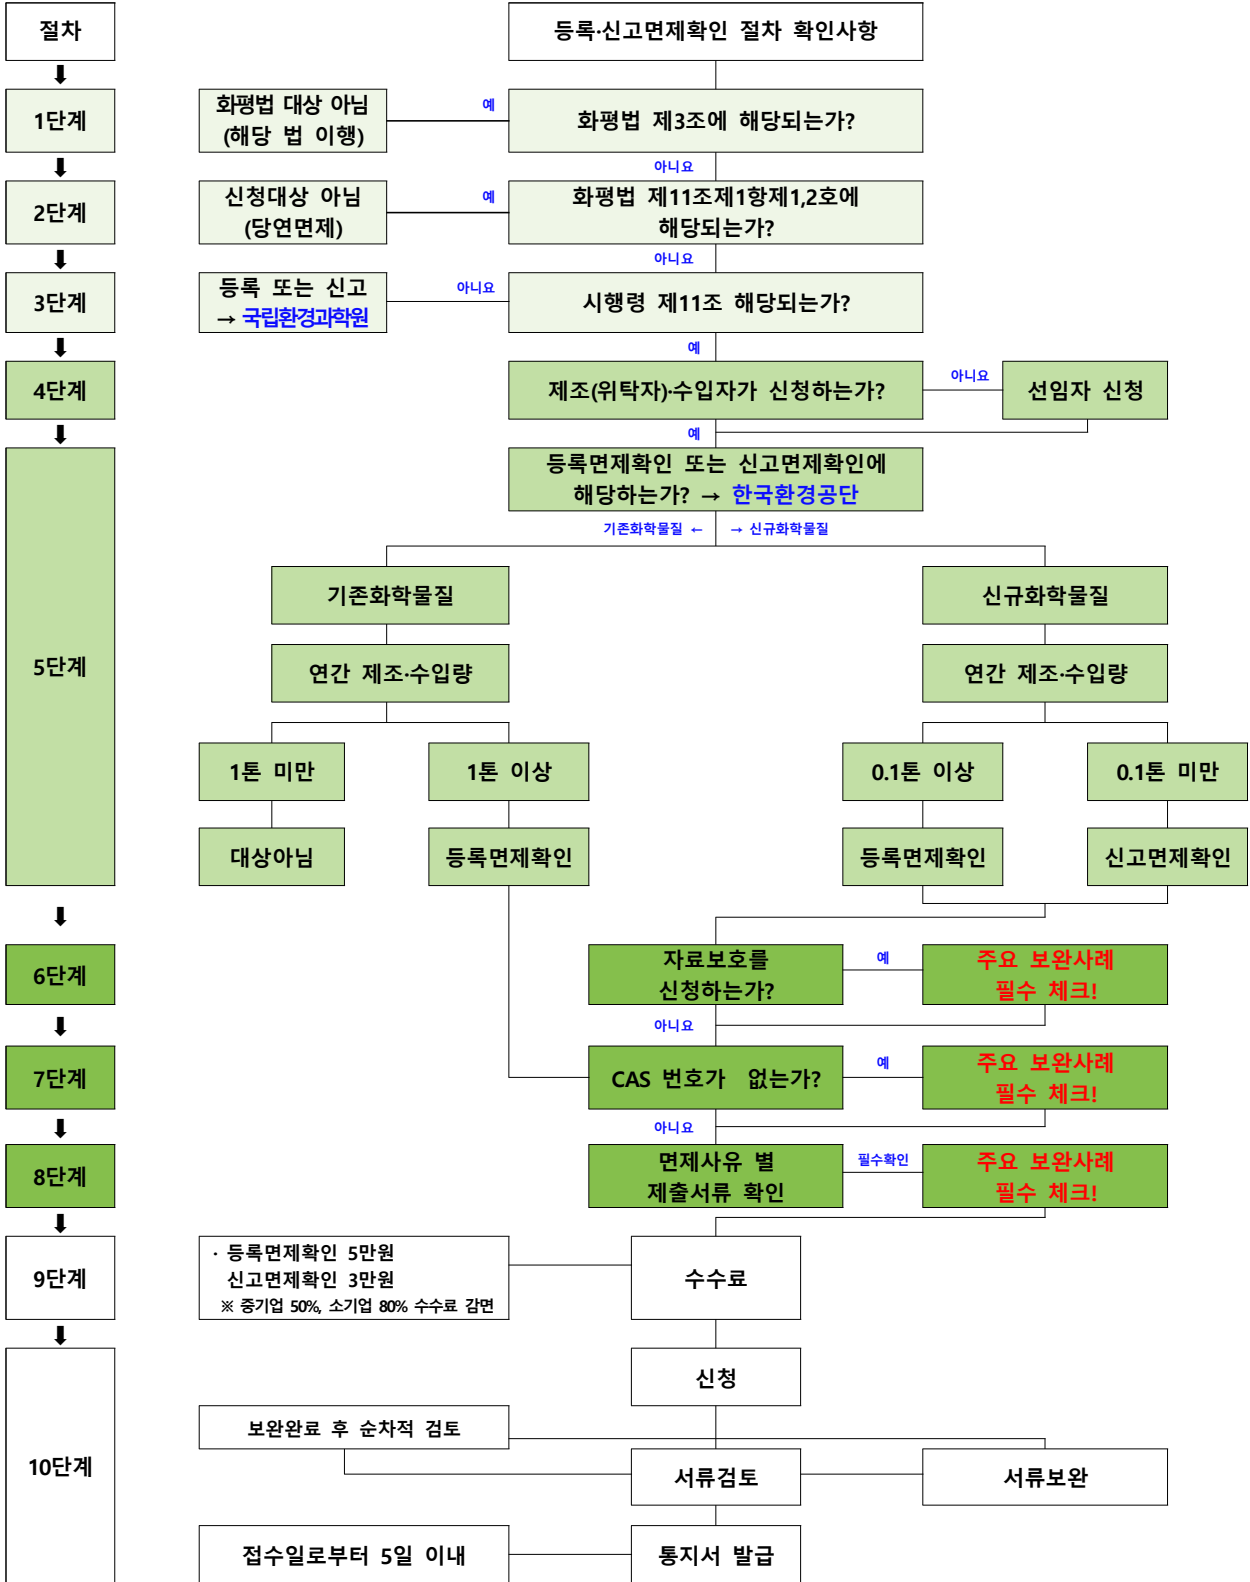 절차
등록·신고면제확인 절차 확인사항
1단계
화평법 대상 아님
(해당 법 이행)
예
화평법 제3조에 해당되는가?
아니요
2단계
신청대상 아님
(당연면제)
예
화평법 제11조제1항제1,2호에
해당되는가?
아니요
3단계
등록 또는 신고
→ 국립환경과학원
아니요
시행령 제11조 해당되는가?
예
4단계
제조(위탁자)·수입자가 신청하는가?
아니요
선임자 신청
예
5단계
등록면제확인 또는 신고면제확인에
해당하는가? → 한국환경공단
기존화학물질 ← → 신규화학물질
기존화학물질
신규화학물질
연간 제조·수입량
연간 제조·수입량
1톤 미만
1톤 이상
0.1톤 이상
0.1톤 미만
대상아님
등록면제확인
등록면제확인
신고면제확인
6단계
자료보호를
신청하는가?
예
주요 보완사례
필수 체크!
아니요
7단계
CAS 번호가 없는가?
예
주요 보완사례
필수 체크!
아니요
8단계
면제사유 별
제출서류 확인
필수확인
주요 보완사례
필수 체크!
9단계
· 등록면제확인 5만원
신고면제확인 3만원
※ 중기업 50%, 소기업 80% 수수료 감면
수수료
10단계
신청
보완완료 후 순차적 검토
서류검토
서류보완
접수일로부터 5일 이내
통지서 발급